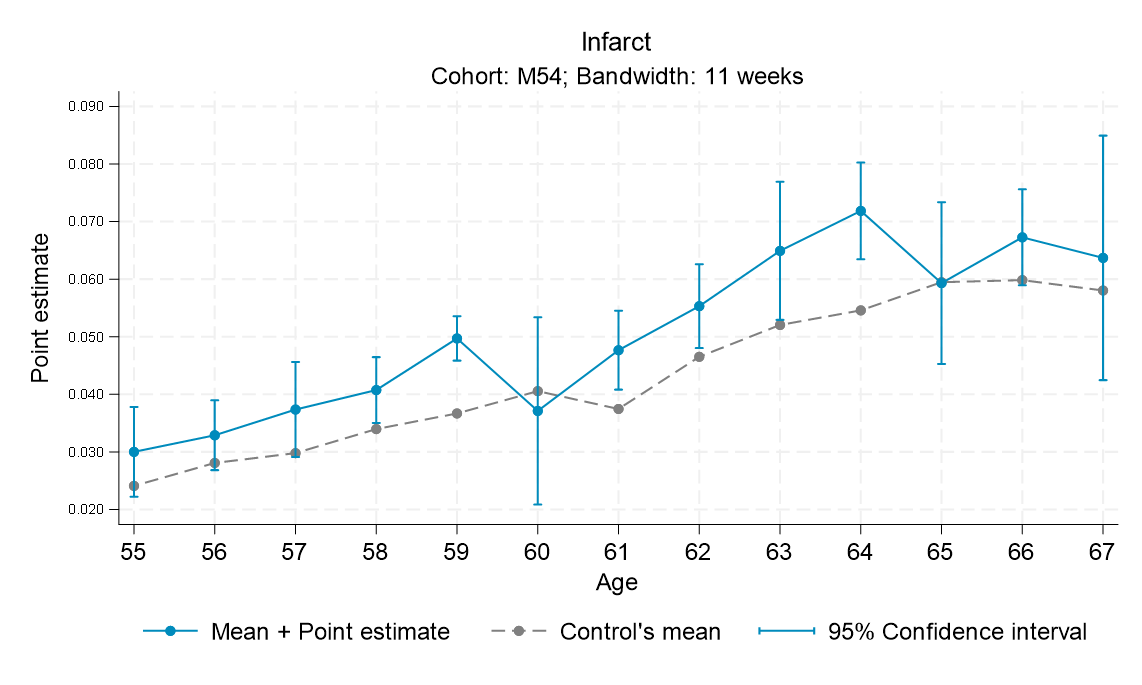 Infarct
Cohort: M54; Bandwidth: 11 weeks
Point estimate
0.090
0.080
0.070
0.060
0.050
0.040
0.030
0.020
55 56 57 58 59 60 61 62 63 64 65 66 67
Age
Mean + Point estimate Control's mean 95% Confidence interval